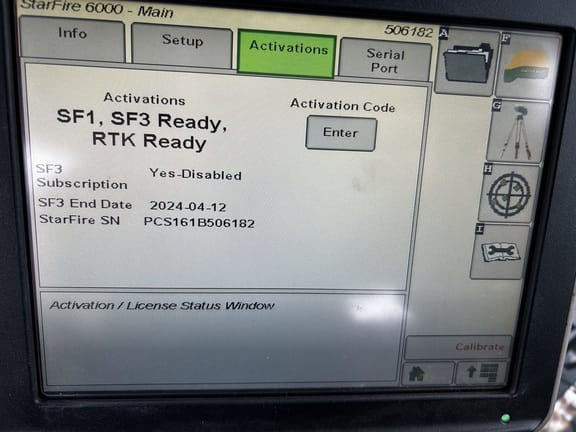 StarFire 6000 - Main
506182
Info
Setup
Activations
Serial
Port
A
F
G
H
I
Activations
SF1, SF3 Ready,
RTK Ready
Activation Code
Enter
SF3
Subscription
Yes-Disabled
SF3 End Date 2024-04-12
StarFire SN PCS161B506182
Activation / License Status Window
Calibrate